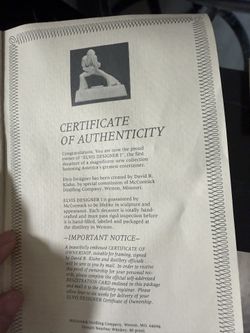 CERTIFICATE
OF AUTHENTICITY
Congratulations. You are now the proud
owner of "ELVIS DESIGNER I", the first
decanter of a magnificent new collection
honoring America's greatest entertainer.
Elvis Designer has been created by David R.
Kluhn, by special commission of McCormick
Distilling Company, Weston, Missouri.
ELVIS DESIGNER I is guaranteed by
McCormick to be lifelike in sculpture and
appearance. Each decanter is totally hand-
crafted and must pass rigid inspection before it
is hand-filled, labeled and packaged at
the distillery in Weston.
—IMPORTANT NOTICE—
A beautifully embossed CERTIFICATE OF
OWNERSHIP, suitable for framing, signed
by David R. Kluhn and distillery officials
will be sent to you by mail. In order to receive
this proof of ownership for your personal rec-
ords, please complete the official self-addressed
REGISTRATION CARD enclosed in this package
and mail it to the distillery registrar. Please
allow four to six weeks for delivery of your
ELVIS DESIGNER Certificate of Ownership.
McCormick Distilling Company, Weston, MO. 64098